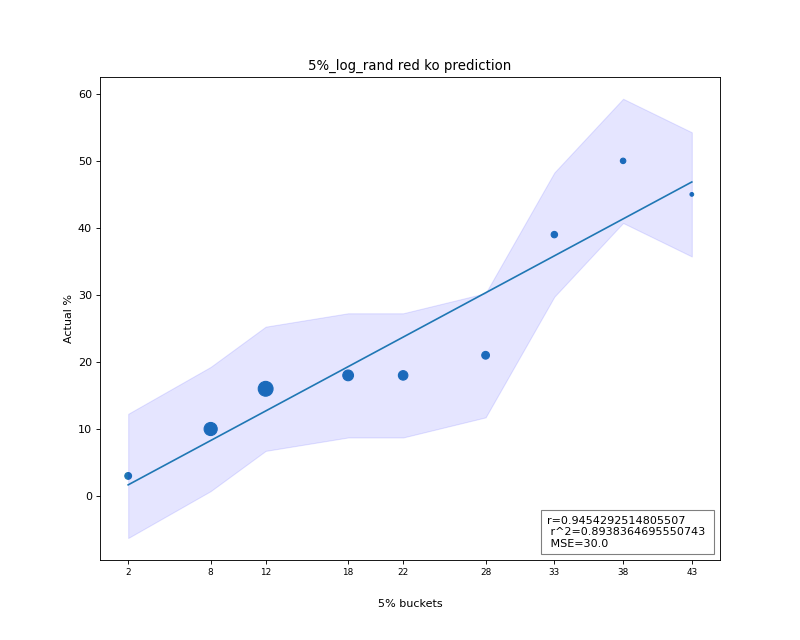 5%_log_rand red ko prediction
60
50
40
30
20
10
0
Actual %
r=0.9454292514805507
r^2=0.8938364695550743
MSE=30.0
2 8 12 18 22 28 33 38 43
5% buckets